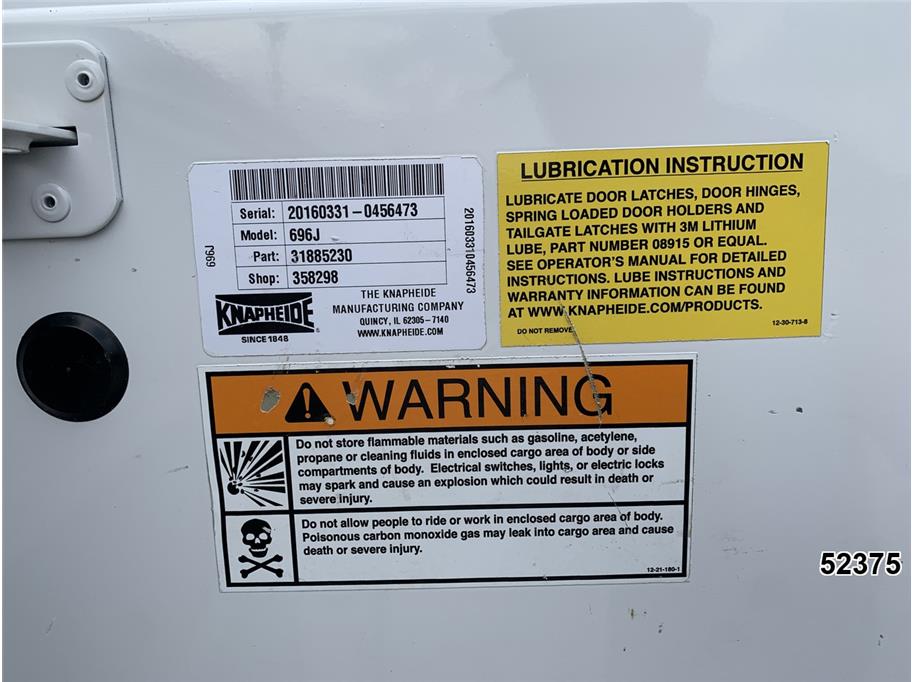 Serial: 20160331-0456473
Model: 696J
Part: 31885230
Shop: 358298
696J
201603310456473
KNAPHEIDE®
SINCE 1848
THE KNAPHEIDE
MANUFACTURING COMPANY
QUINCY, IL 62305-7140
WWW.KNAPHEIDE.COM
LUBRICATION INSTRUCTION
LUBRICATE DOOR LATCHES, DOOR HINGES,
SPRING LOADED DOOR HOLDERS AND
TAILGATE LATCHES WITH 3M LITHIUM
LUBE, PART NUMBER 08915 OR EQUAL.
SEE OPERATOR'S MANUAL FOR DETAILED
INSTRUCTIONS. LUBE INSTRUCTIONS AND
WARRANTY INFORMATION CAN BE FOUND
AT WWW.KNAPHEIDE.COM/PRODUCTS.
DO NOT REMOVE
12-30-713-6
WARNING
Do not store flammable materials such as gasoline, acetylene,
propane or cleaning fluids in enclosed cargo area of body or side
compartments of body. Electrical switches, lights, or electric locks
may spark and cause an explosion which could result in death or
severe injury.
Do not allow people to ride or work in enclosed cargo area of body.
Poisonous carbon monoxide gas may leak into cargo area and cause
death or severe injury.
12-21-180-1
52375